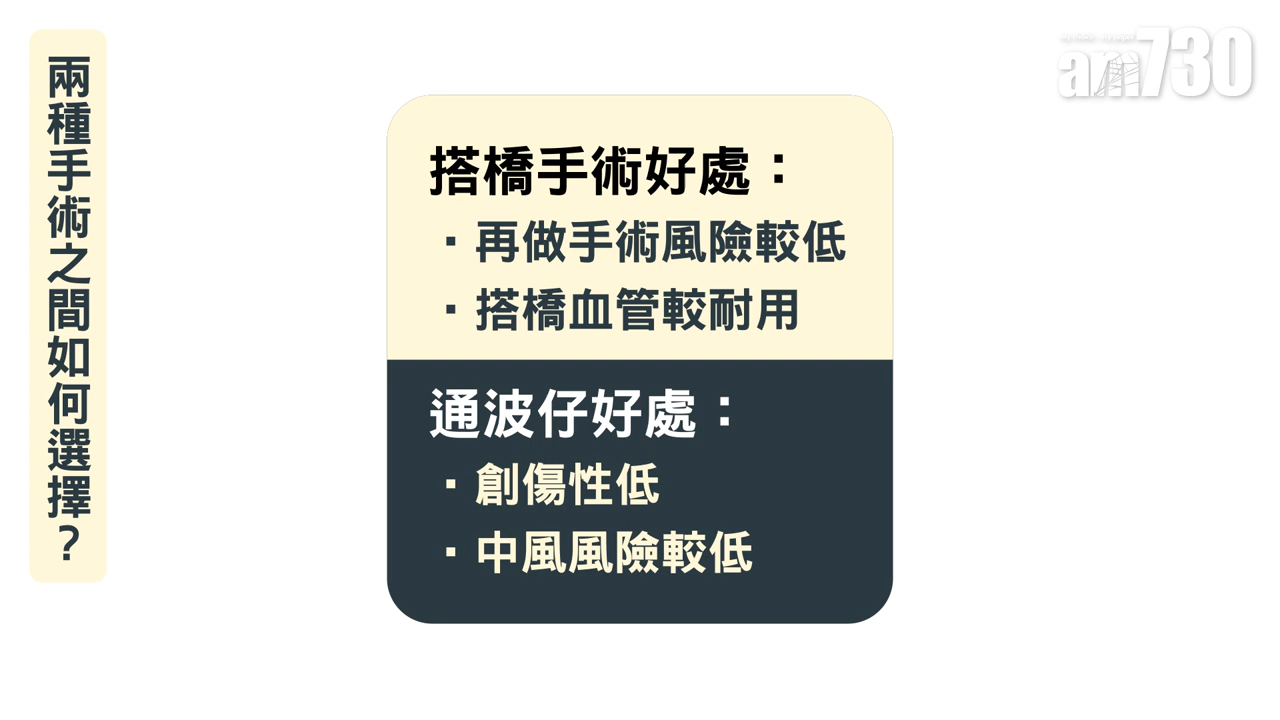 兩種手術之間如何選擇？
am730
搭橋手術好處：
·再做手術風險較低
·搭橋血管較耐用
通波仔好處：
·創傷性低
·中風風險較低